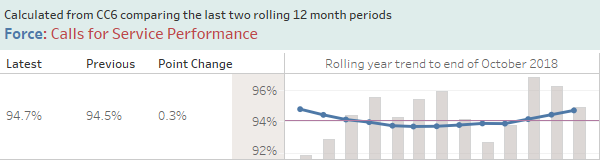 Calculated from CC6 comparing the last two rolling 12 month periods
Force: Calls for Service Performance
Latest Previous Point Change Rolling year trend to end of October 2018
96%
94.7% 94.5% 0.3% 94%
92%